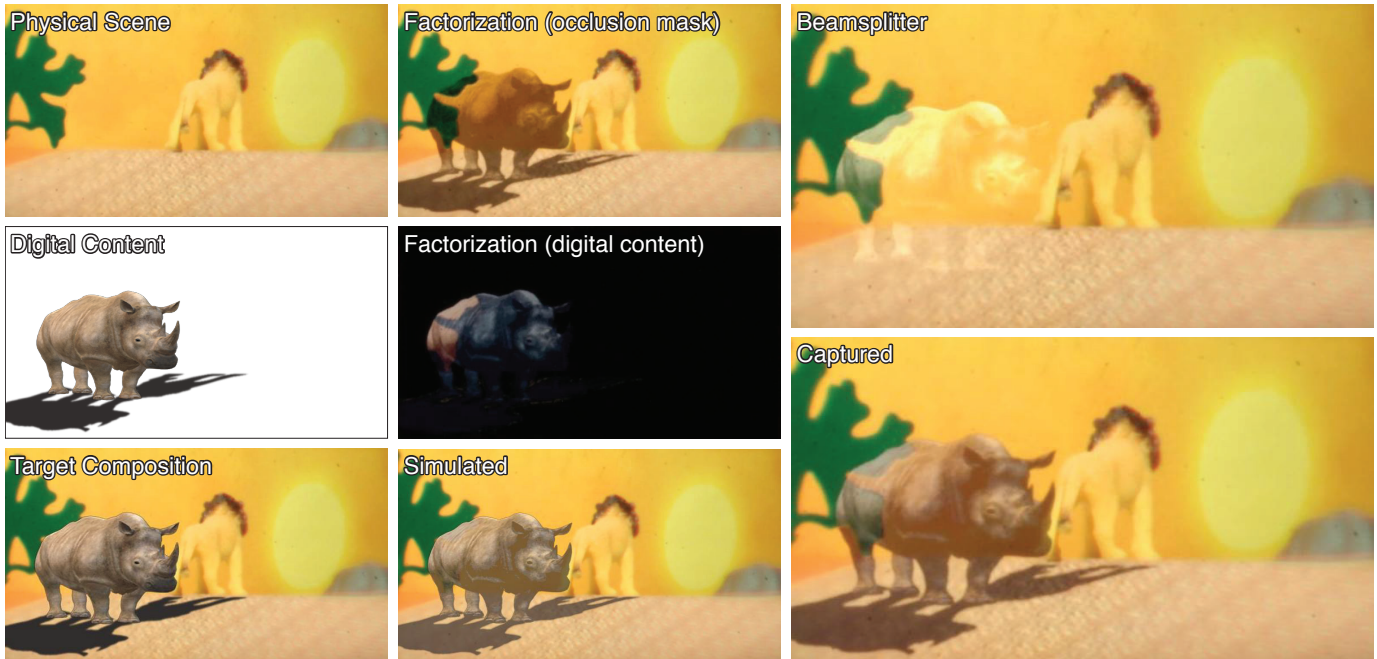 Physical Scene
Factorization (occlusion mask)
Beamsplitter
Digital Content
Factorization (digital content)
Captured
Target Composition
Simulated